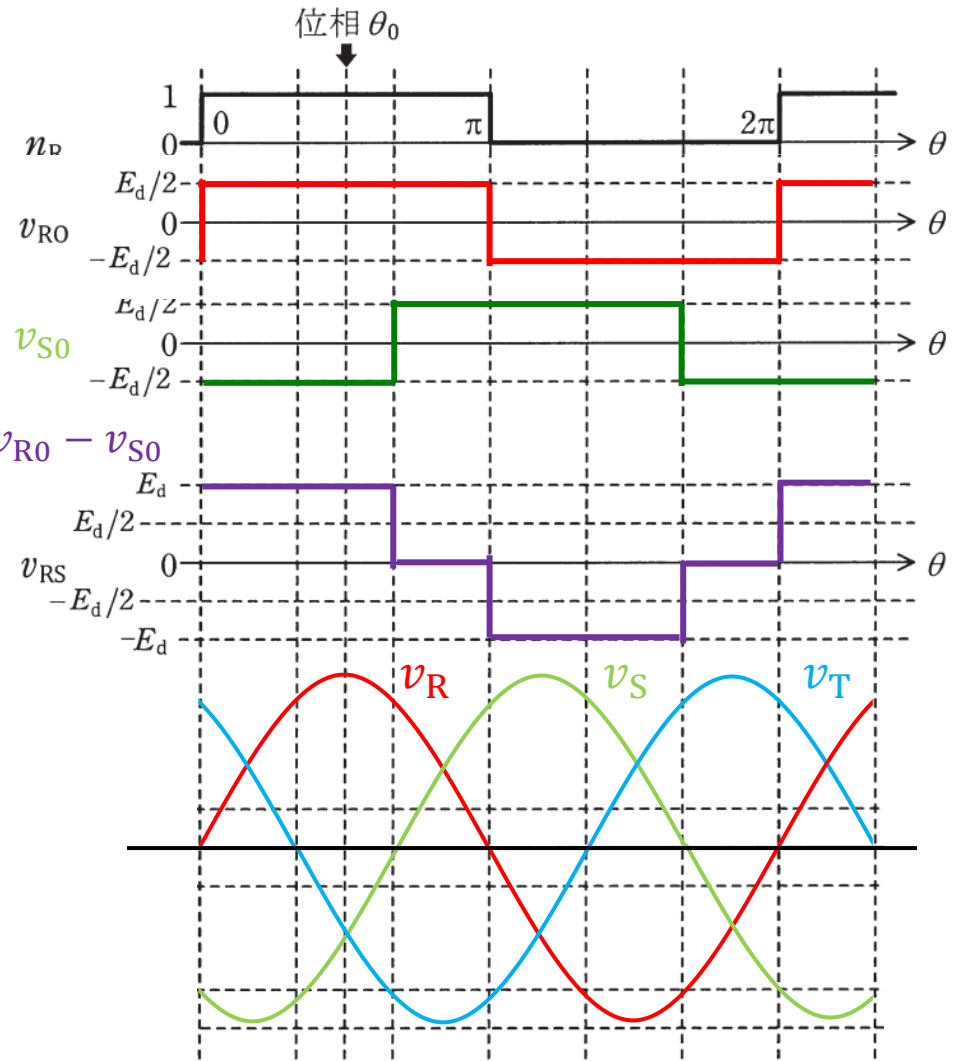 位相 θ₀
1
0
π
2π
n_R
0
θ
E_d/2
v_RO
0
θ
−E_d/2
E_d/2
v_S0
0
θ
−E_d/2
v_R0 − v_S0
E_d
E_d/2
v_RS
0
θ
−E_d/2
−E_d
v_R
v_S
v_T